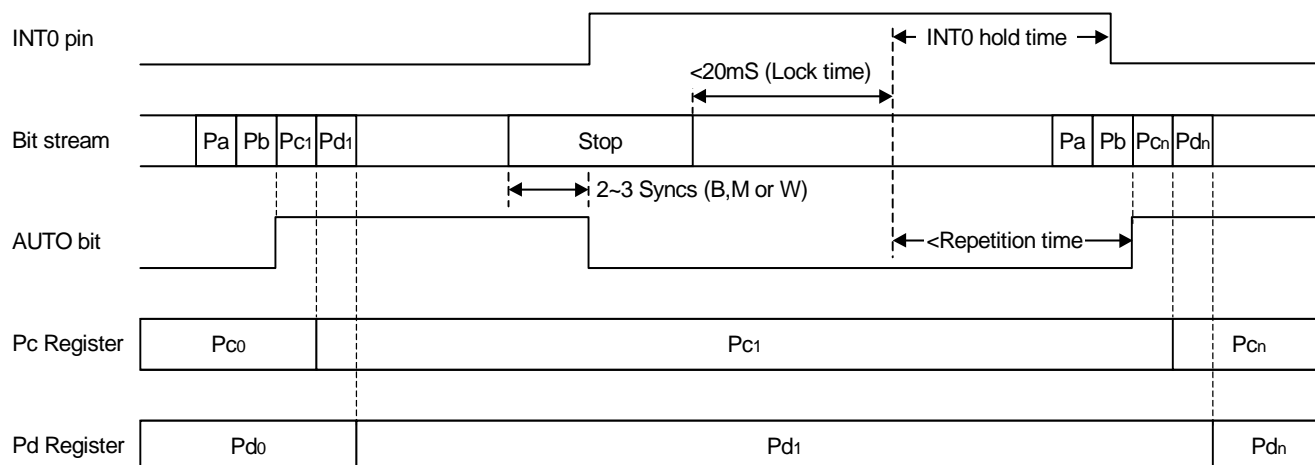 INT0 pin
INT0 hold time
<20mS (Lock time)
Bit stream
Pa Pb Pc1 Pd1 Stop Pa Pb Pcn Pdn
2~3 Syncs (B,M or W)
AUTO bit
<Repetition time
Pc Register Pc0 Pc1 Pcn
Pd Register Pd0 Pd1 Pdn